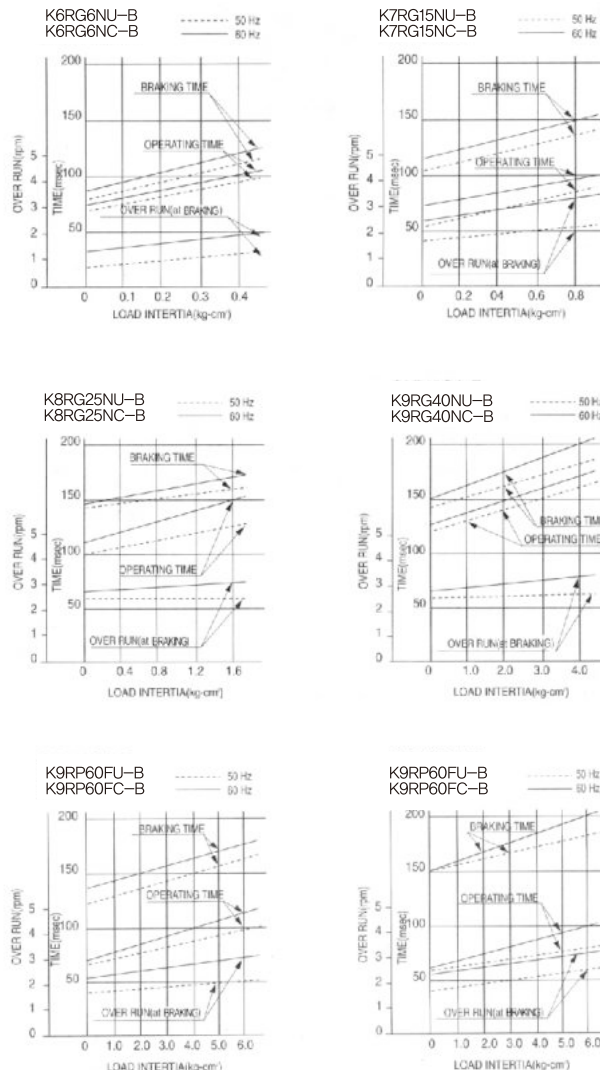 K6RG6NU-B
K6RG6NC-B
50 Hz
60 Hz
200
BRAKING TIME
150
OPERATING TIME
100
OVER RUN(at BRAKING)
50
OVER RUN(rpm)
5
4
3
2
1
0
TIME(msec)
0 0.1 0.2 0.3 0.4
LOAD INTERTIA(kg-cm²)
K7RG15NU-B
K7RG15NC-B
50 Hz
60 Hz
200
BRAKING TIME
150
OPERATING TIME
100
50
OVER RUN(at BRAKING)
OVER RUN(rpm)
5
4
3
2
1
0
TIME(msec)
0 0.2 04 0.6 0.8
LOAD INTERTIA(kg-cm²)
K8RG25NU-B
K8RG25NC-B
50 Hz
60 Hz
200
BRAKING TIME
150
100
OPERATING TIME
50
OVER RUN(at BRAKING)
OVER RUN(rpm)
5
4
3
2
1
0
TIME(msec)
0 0.4 0.8 1.2 1.6
LOAD INTERTIA(kg-cm²)
K9RG40NU-B
K9RG40NC-B
50 Hz
60 Hz
200
150
BRAKING TIME
OPERATING TIME
100
50
OVER RUN(at BRAKING)
OVER RUN(rpm)
5
4
3
2
1
0
TIME(msec)
0 1.0 2.0 3.0 4.0
LOAD INTERTIA(kg-cm²)
K9RP60FU-B
K9RP60FC-B
50 Hz
60 Hz
200
BRAKING TIME
150
OPERATING TIME
100
50
OVER RUN(at BRAKING)
OVER RUN(rpm)
5
4
3
2
1
0
TIME(msec)
0 1.0 2.0 3.0 4.0 5.0 6.0
LOAD INTERTIA(kg-cm²)
K9RP60FU-B
K9RP60FC-B
50 Hz
60 Hz
200
BRAKING TIME
150
OPERATING TIME
100
50
OVER RUN(at BRAKING)
OVER RUN(rpm)
5
4
3
2
1
0
TIME(msec)
0 1.0 2.0 3.0 4.0 5.0 6.0
LOAD INTERTIA(kg-cm²)